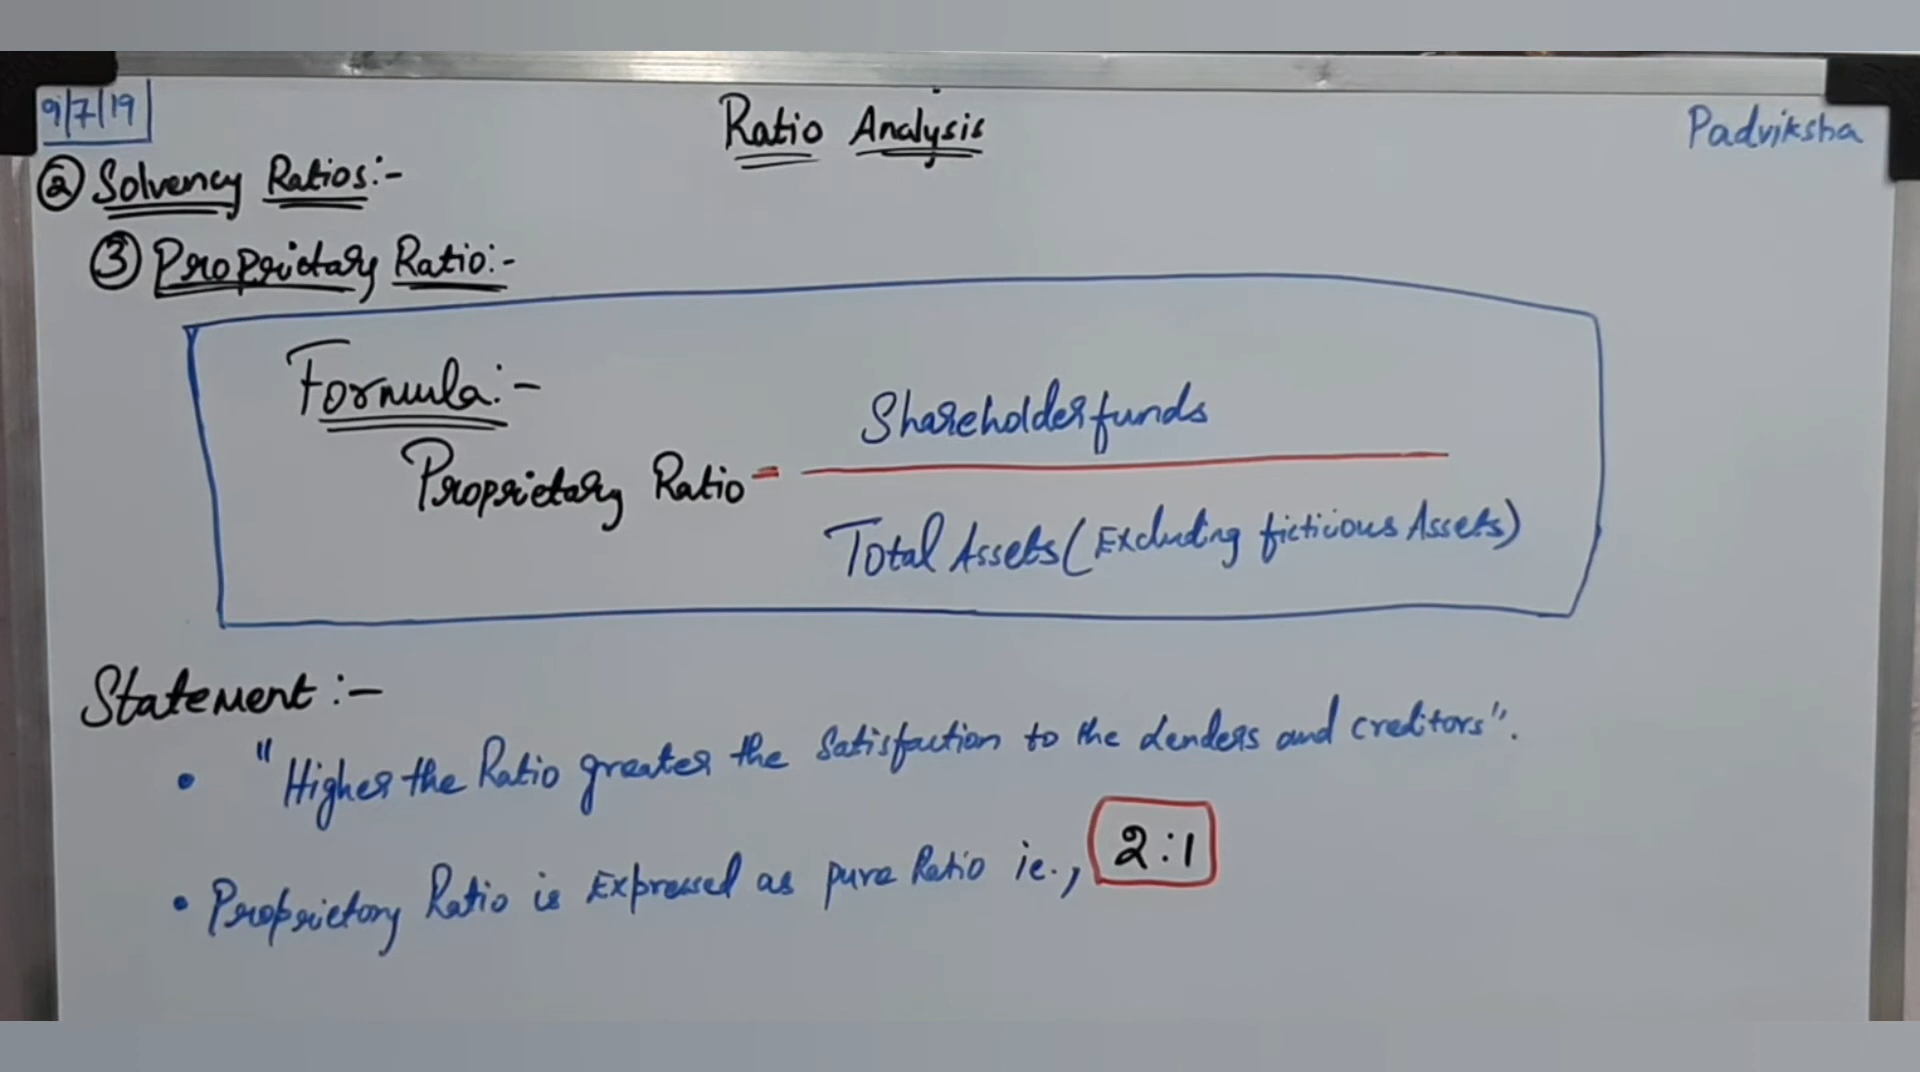 9/7/19
Ratio Analysis
Padviksha
② Solvency Ratios:-
③ Proprietary Ratio:-
Formula:-
Proprietary Ratio = Shareholder funds
Total Assets (Excluding ficticious Assets)
Statement :-
• "Higher the Ratio greater the satisfaction to the lenders and creditors".
• Proprietory Ratio is Expressed as pure Ratio ie., 2:1